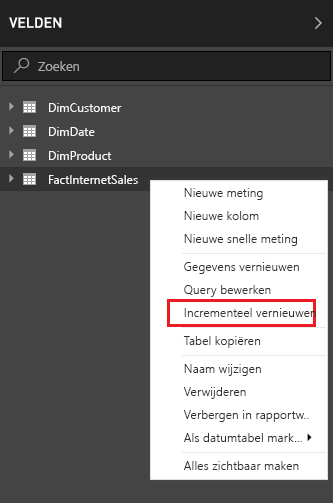 VELDEN
Zoeken
DimCustomer
DimDate
DimProduct
FactInternetSales
Nieuwe meting
Nieuwe kolom
Nieuwe snelle meting
Gegevens vernieuwen
Query bewerken
Incrementeel vernieuwen
Tabel kopiëren
Naam wijzigen
Verwijderen
Verbergen in rapportw..
Als datumtabel mark...
Alles zichtbaar maken